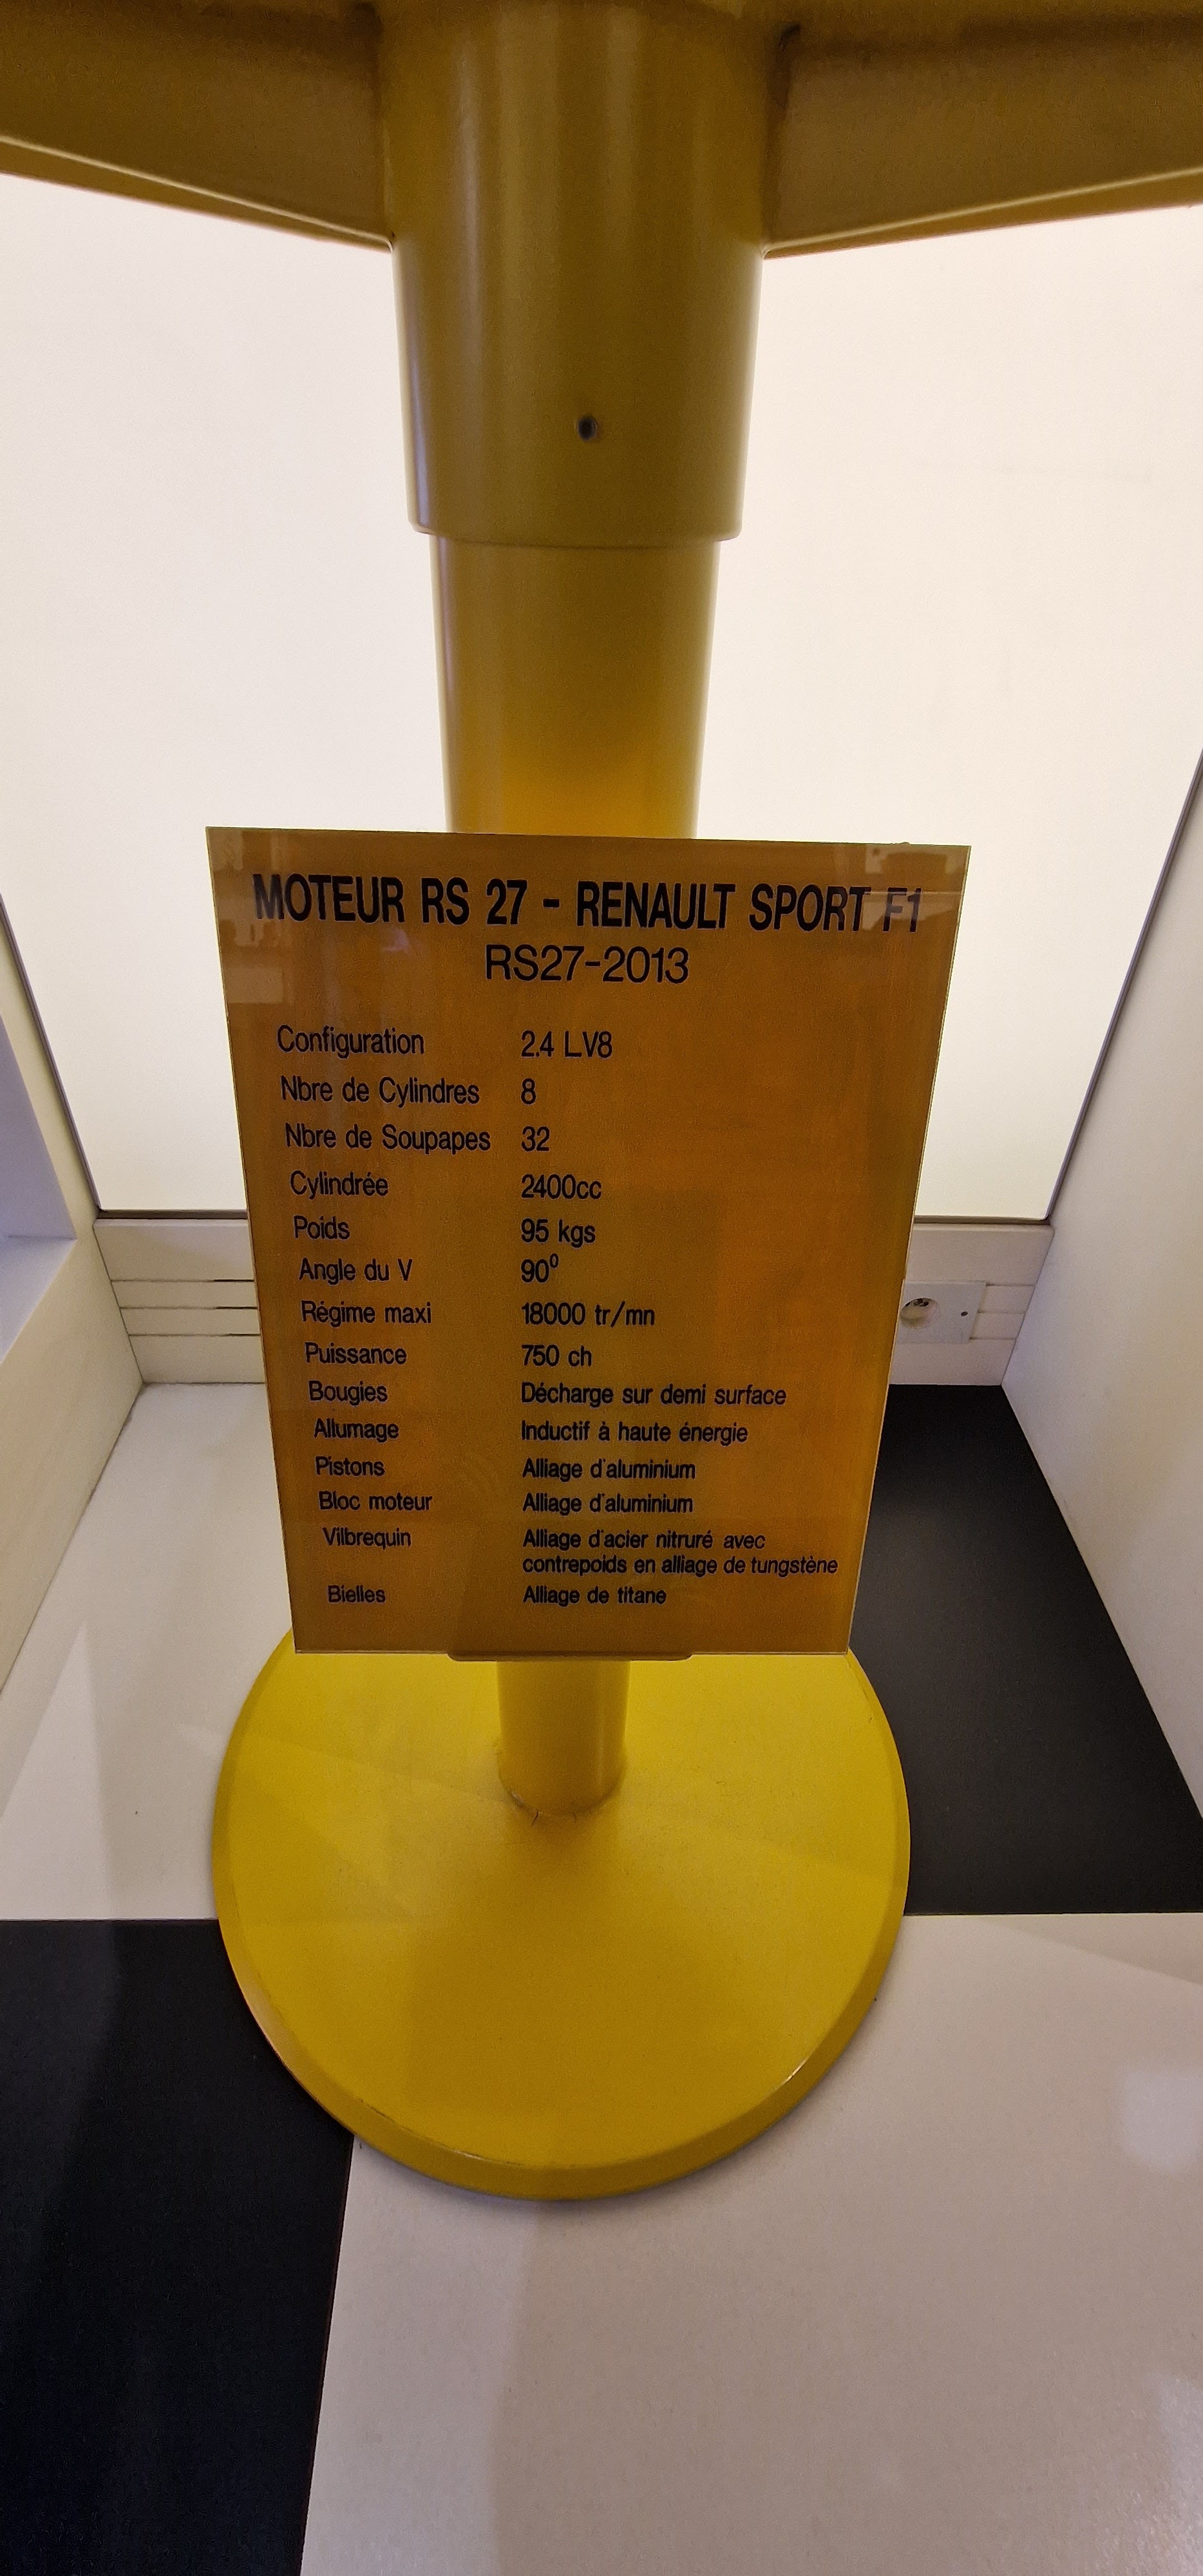 MOTEUR RS 27 - RENAULT SPORT F1
RS27-2013
Configuration 2.4 LV8
Nbre de Cylindres 8
Nbre de Soupapes 32
Cylindrée 2400cc
Poids 95 kgs
Angle du V 90⁰
Régime maxi 18000 tr/mn
Puissance 750 ch
Bougies Décharge sur demi surface
Allumage Inductif à haute énergie
Pistons Alliage d'aluminium
Bloc moteur Alliage d'aluminium
Vilbrequin Alliage d'acier nitruré avec
contrepoids en alliage de tungstène
Bielles Alliage de titane